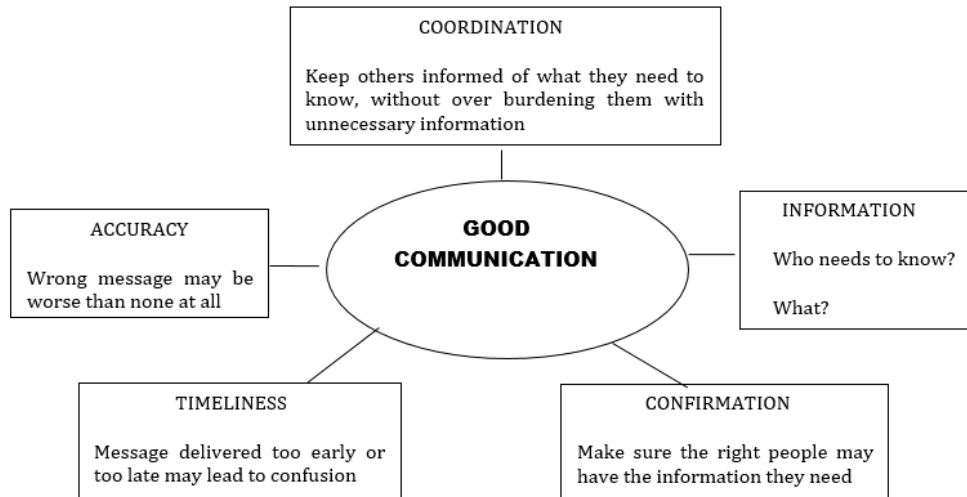 COORDINATION
Keep others informed of what they need to
know, without over burdening them with
unnecessary information
GOOD
COMMUNICATION
ACCURACY
Wrong message may be
worse than none at all
INFORMATION
Who needs to know?
What?
TIMELINESS
Message delivered too early or
too late may lead to confusion
CONFIRMATION
Make sure the right people may
have the information they need